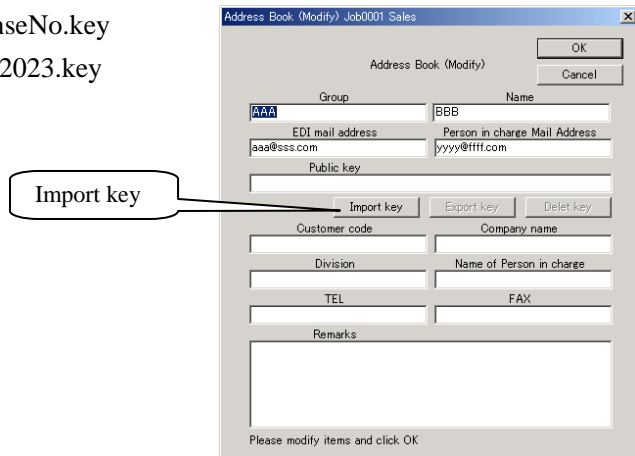 nseNo.key
2023.key
Import key
Address Book (Modify) Job0001 Sales
OK
Address Book (Modify)
Cancel
Group Name
AAA BBB
EDI mail address Person in charge Mail Address
aaa@sss.com yyyy@ffff.com
Public key
Import key Export key Delet key
Customer code Company name
Division Name of Person in charge
TEL FAX
Remarks
Please modify items and click OK